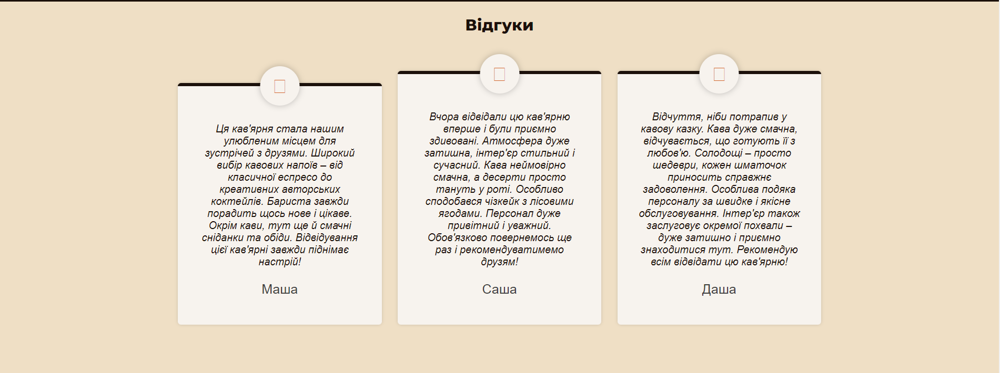 Відгуки
Ця кав'ярня стала нашим
улюбленим місцем для
зустрічей з друзями. Широкий
вибір кавових напоїв – від
класичної еспресо до
креативних авторських
коктейлів. Бариста завжди
порадить щось нове і цікаве.
Окрім кави, тут ще й смачні
сніданки та обіди. Відвідування
цієї кав'ярні завжди піднімає
настрій!
Маша
Вчора відвідали цю кав'ярню
вперше і були приємно
здивовані. Атмосфера дуже
затишна, інтер'єр стильний і
сучасний. Кава неймовірно
смачна, а десерти просто
тануть у роті. Особливо
сподобався чізкейк з лісовими
ягодами. Персонал дуже
привітний і уважний.
Обов'язково повернемось ще
раз і рекомендуватимемо
друзям!
Саша
Відчуття, ніби потрапив у
кавову казку. Кава дуже смачна,
відчувається, що готують її з
любов'ю. Солодощі – просто
шедеври, кожен шматочок
приносить справжнє
задоволення. Особлива подяка
персоналу за швидке і якісне
обслуговування. Інтер'єр також
заслуговує окремої похвали –
дуже затишно і приємно
знаходитися тут. Рекомендую
всім відвідати цю кав'ярню!
Даша